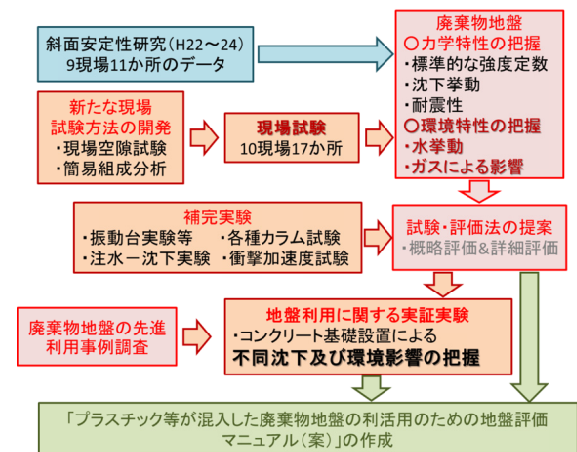 斜面安定性研究(H22～24)
9現場11か所のデータ
廃棄物地盤
〇力学特性の把握
・標準的な強度定数
・沈下挙動
・耐震性
〇環境特性の把握
・水挙動
・ガスによる影響
新たな現場
試験方法の開発
・現場空隙試験
・簡易組成分析
現場試験
10現場17か所
補完実験
・振動台実験等 ・各種カラム試験
・注水－沈下実験 ・衝撃加速度試験
試験・評価法の提案
・概略評価&詳細評価
廃棄物地盤の先進
利用事例調査
地盤利用に関する実証実験
・コンクリート基礎設置による
不同沈下及び環境影響の把握
「プラスチック等が混入した廃棄物地盤の利活用のための地盤評価
マニュアル(案)」の作成